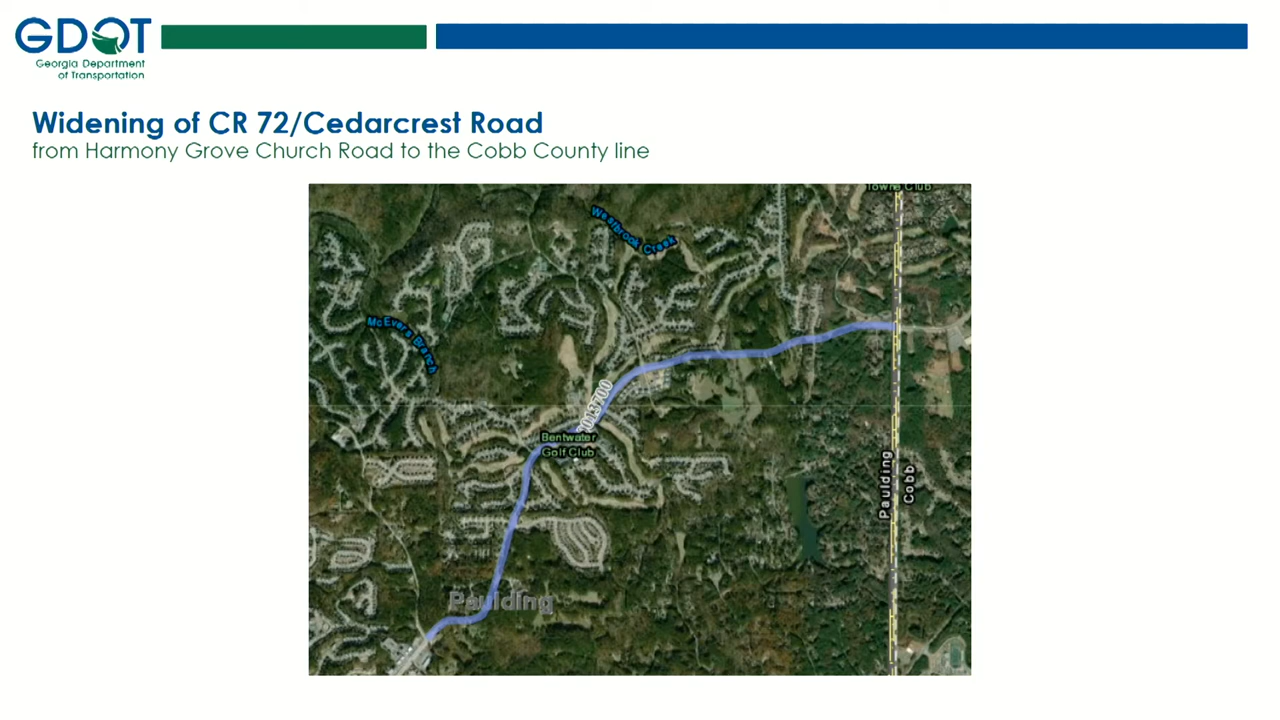 GDOT
Georgia Department
of Transportation
Widening of CR 72/Cedarcrest Road
from Harmony Grove Church Road to the Cobb County line
Towne Club
Westbrook Creek
McEvers Branch
Bentwater
Golf Club
Paulding
Cobb
Paulding